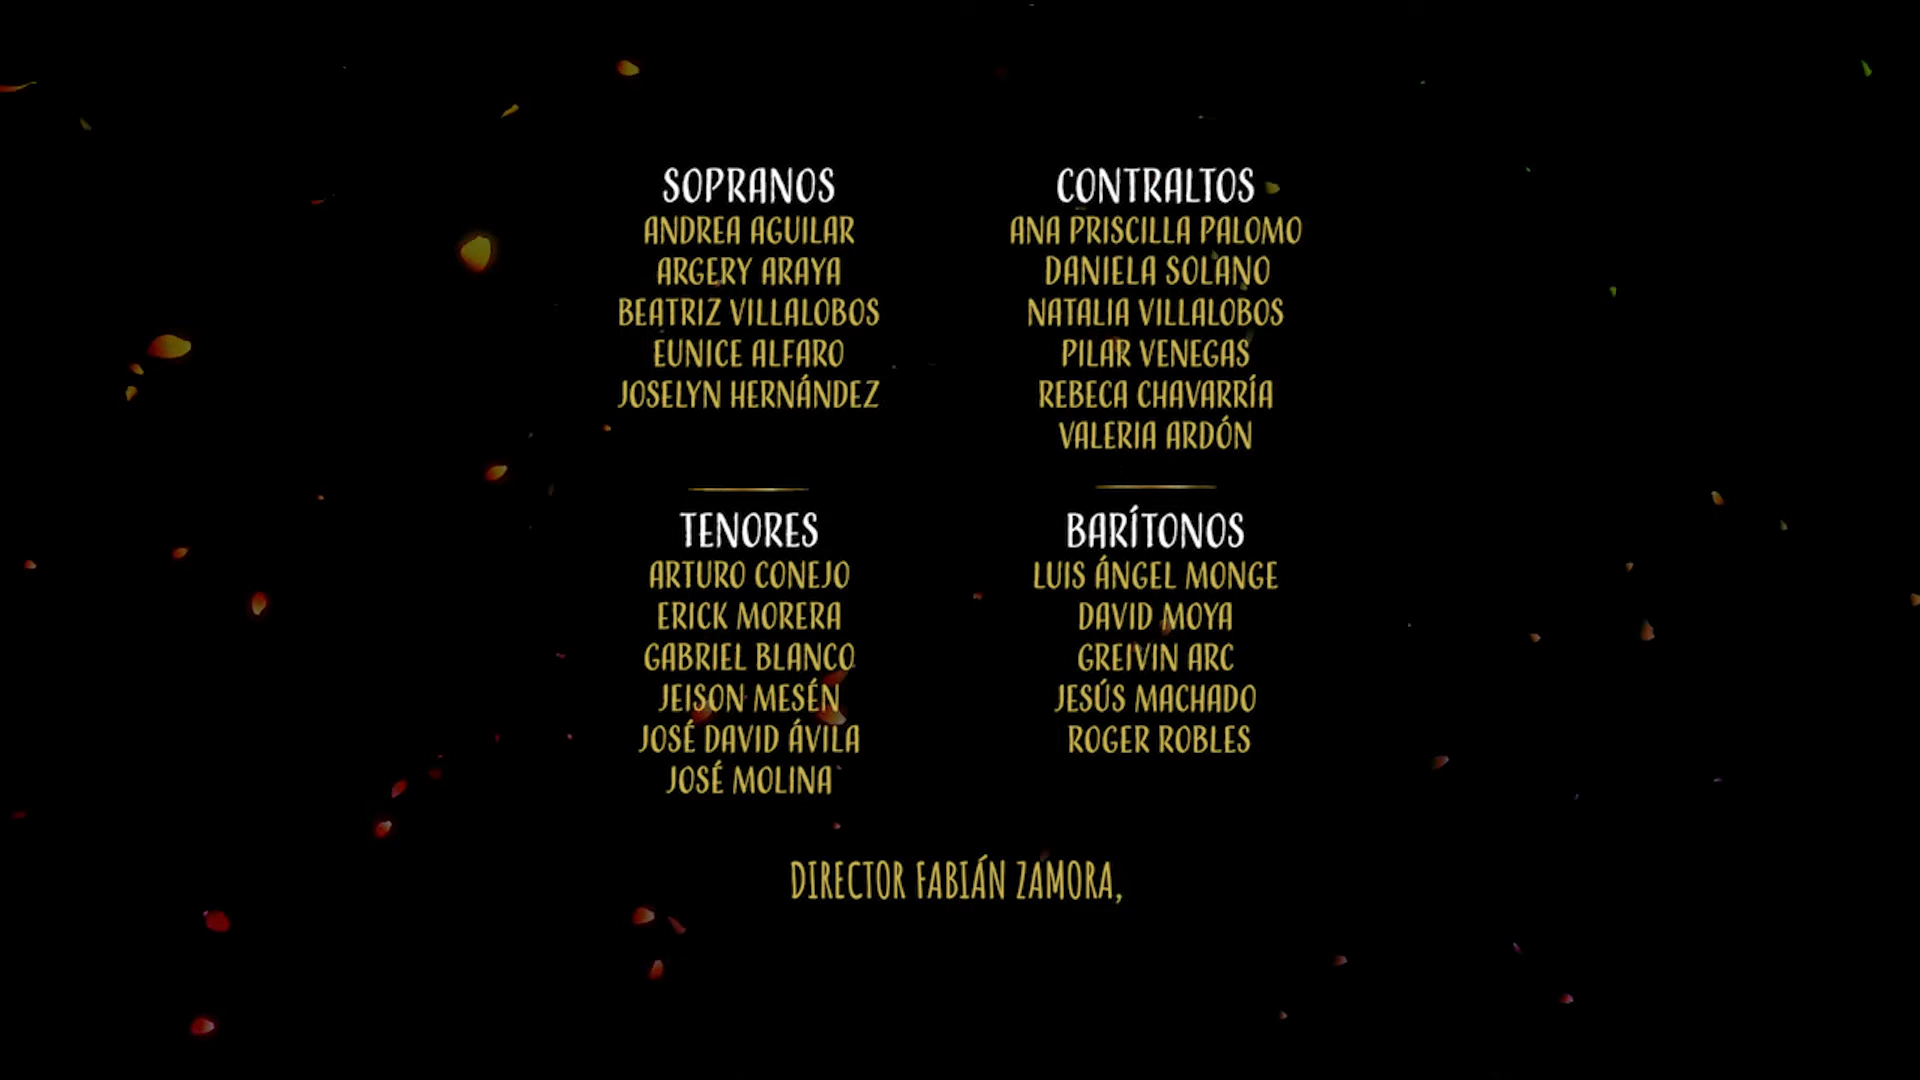 SOPRANOS
ANDREA AGUILAR
ARGERY ARAYA
BEATRIZ VILLALOBOS
EUNICE ALFARO
JOSELYN HERNÁNDEZ
CONTRALTOS
ANA PRISCILLA PALOMO
DANIELA SOLANO
NATALIA VILLALOBOS
PILAR VENEGAS
REBECA CHAVARRÍA
VALERIA ARDÓN
TENORES
ARTURO CONEJO
ERICK MORERA
GABRIEL BLANCO
JEISON MESÉN
JOSÉ DAVID ÁVILA
JOSÉ MOLINA
BARÍTONOS
LUIS ÁNGEL MONGE
DAVID MOYA
GREIVIN ARC
JESÚS MACHADO
ROGER ROBLES
DIRECTOR FABIÁN ZAMORA,